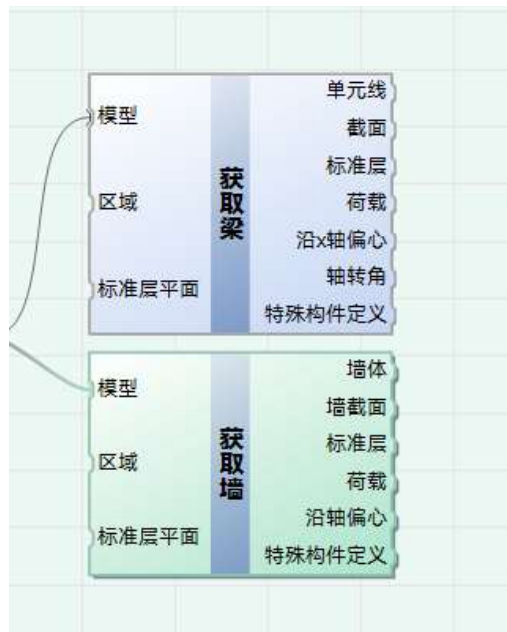 模型
区域
标准层平面
获取梁
单元线
截面
标准层
荷载
沿x轴偏心
轴转角
特殊构件定义
模型
区域
标准层平面
获取墙
墙体
墙截面
标准层
荷载
沿轴偏心
特殊构件定义